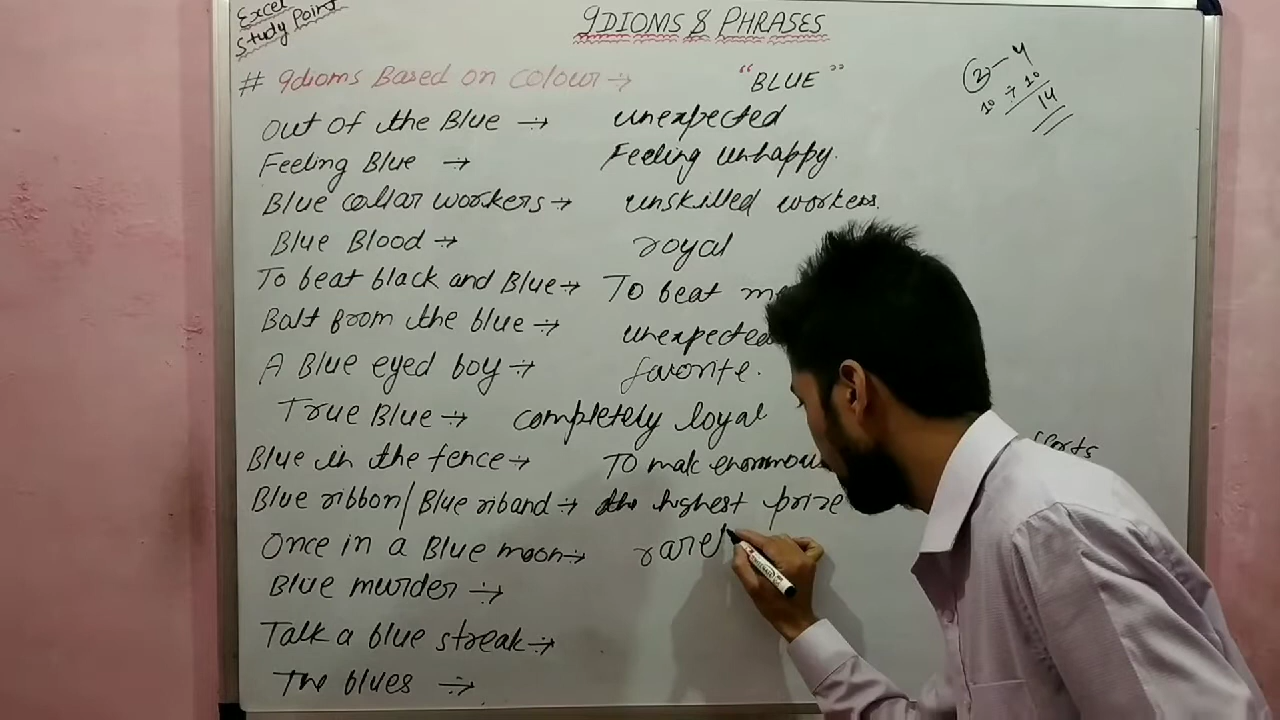 Excel
Study Point
IDIOMS & PHRASES
# Idioms Based on Colour → "BLUE"
Out of the Blue → unexpected
Feeling Blue → Feeling unhappy.
Blue collar workers → unskilled workers.
Blue Blood → royal
To beat black and Blue → To beat
Bolt from the blue → unexpected
A Blue eyed boy → favorite.
True Blue → completely loyal
Blue in the fence → To make
Blue ribbon/Blue riband → the highest prize
Once in a Blue moon → rarel
Blue murder →
Talk a blue streak →
The blues →